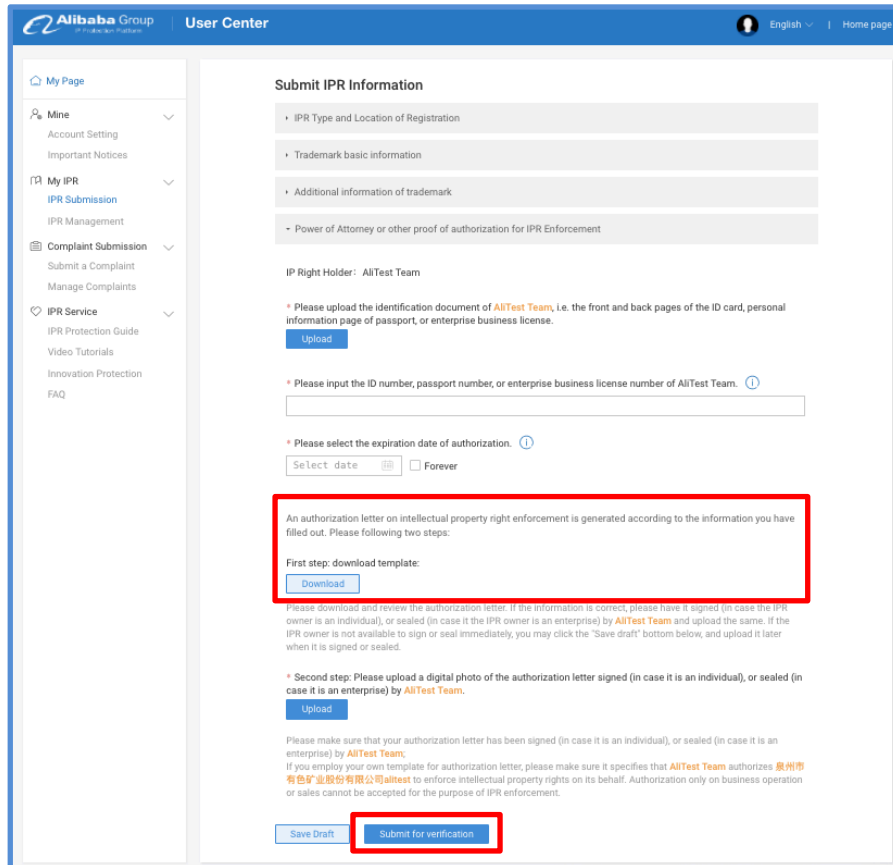 Alibaba Group
IP Protection Platform
User Center
English
Home page
My Page
Mine
Account Setting
Important Notices
My IPR
IPR Submission
IPR Management
Complaint Submission
Submit a Complaint
Manage Complaints
IPR Service
IPR Protection Guide
Video Tutorials
Innovation Protection
FAQ
Submit IPR Information
IPR Type and Location of Registration
Trademark basic information
Additional information of trademark
Power of Attorney or other proof of authorization for IPR Enforcement
IP Right Holder: AliTest Team
* Please upload the identification document of AliTest Team, i.e. the front and back pages of the ID card, personal
information page of passport, or enterprise business license.
Upload
* Please input the ID number, passport number, or enterprise business license number of AliTest Team.
* Please select the expiration date of authorization.
Select date
Forever
An authorization letter on intellectual property right enforcement is generated according to the information you have
filled out. Please following two steps:
First step: download template:
Download
Please download and review the authorization letter. If the information is correct, please have it signed (in case the IPR
owner is an individual), or sealed (in case it the IPR owner is an enterprise) by AliTest Team and upload the same. If the
IPR owner is not available to sign or seal immediately, you may click the "Save draft" bottom below, and upload it later
when it is signed or sealed.
* Second step: Please upload a digital photo of the authorization letter signed (in case it is an individual), or sealed (in
case it is an enterprise) by AliTest Team.
Upload
Please make sure that your authorization letter has been signed (in case it is an individual), or sealed (in case it is an
enterprise) by AliTest Team;
If you employ your own template for authorization letter, please make sure it specifies that AliTest Team authorizes 泉州市
有色矿业股份有限公司alitest to enforce intellectual property rights on its behalf. Authorization only on business operation
or sales cannot be accepted for the purpose of IPR enforcement.
Save Draft
Submit for verification